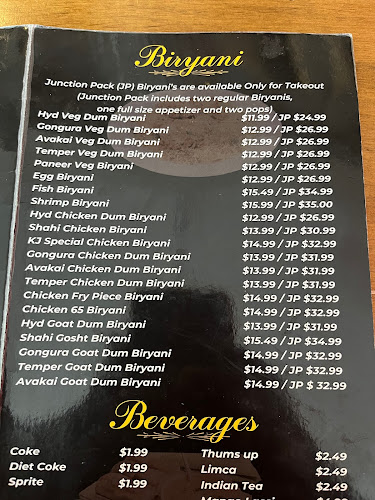 Biryani
Junction Pack (JP) Biryani's are available Only for Takeout
(Junction Pack includes two regular Biryanis,
one full size appetizer and two pops)
Hyd Veg Dum Biryani $11.99 / JP $24.99
Gongura Veg Dum Biryani $12.99 / JP $26.99
Avakai Veg Dum Biryani $12.99 / JP $26.99
Temper Veg Dum Biryani $12.99 / JP $26.99
Paneer Veg Biryani $12.99 / JP $26.99
Egg Biryani $12.99 / JP $26.99
Fish Biryani $15.49 / JP $34.99
Shrimp Biryani $15.99 / JP $35.00
Hyd Chicken Dum Biryani $12.99 / JP $26.99
Shahi Chicken Biryani $13.99 / JP $30.99
KJ Special Chicken Biryani $14.99 / JP $32.99
Gongura Chicken Dum Biryani $13.99 / JP $31.99
Avakai Chicken Dum Biryani $13.99 / JP $31.99
Temper Chicken Dum Biryani $13.99 / JP $31.99
Chicken Fry Piece Biryani $14.99 / JP $32.99
Chicken 65 Biryani $14.99 / JP $32.99
Hyd Goat Dum Biryani $13.99 / JP $31.99
Shahi Gosht Biryani $15.49 / JP $34.99
Gongura Goat Dum Biryani $14.99 / JP $32.99
Temper Goat Dum Biryani $14.99 / JP $32.99
Avakai Goat Dum Biryani $14.99 / JP $ 32.99
Beverages
Coke $1.99 Thums up $2.49
Diet Coke $1.99 Limca $2.49
Sprite $1.99 Indian Tea $2.49
Mango Lassi